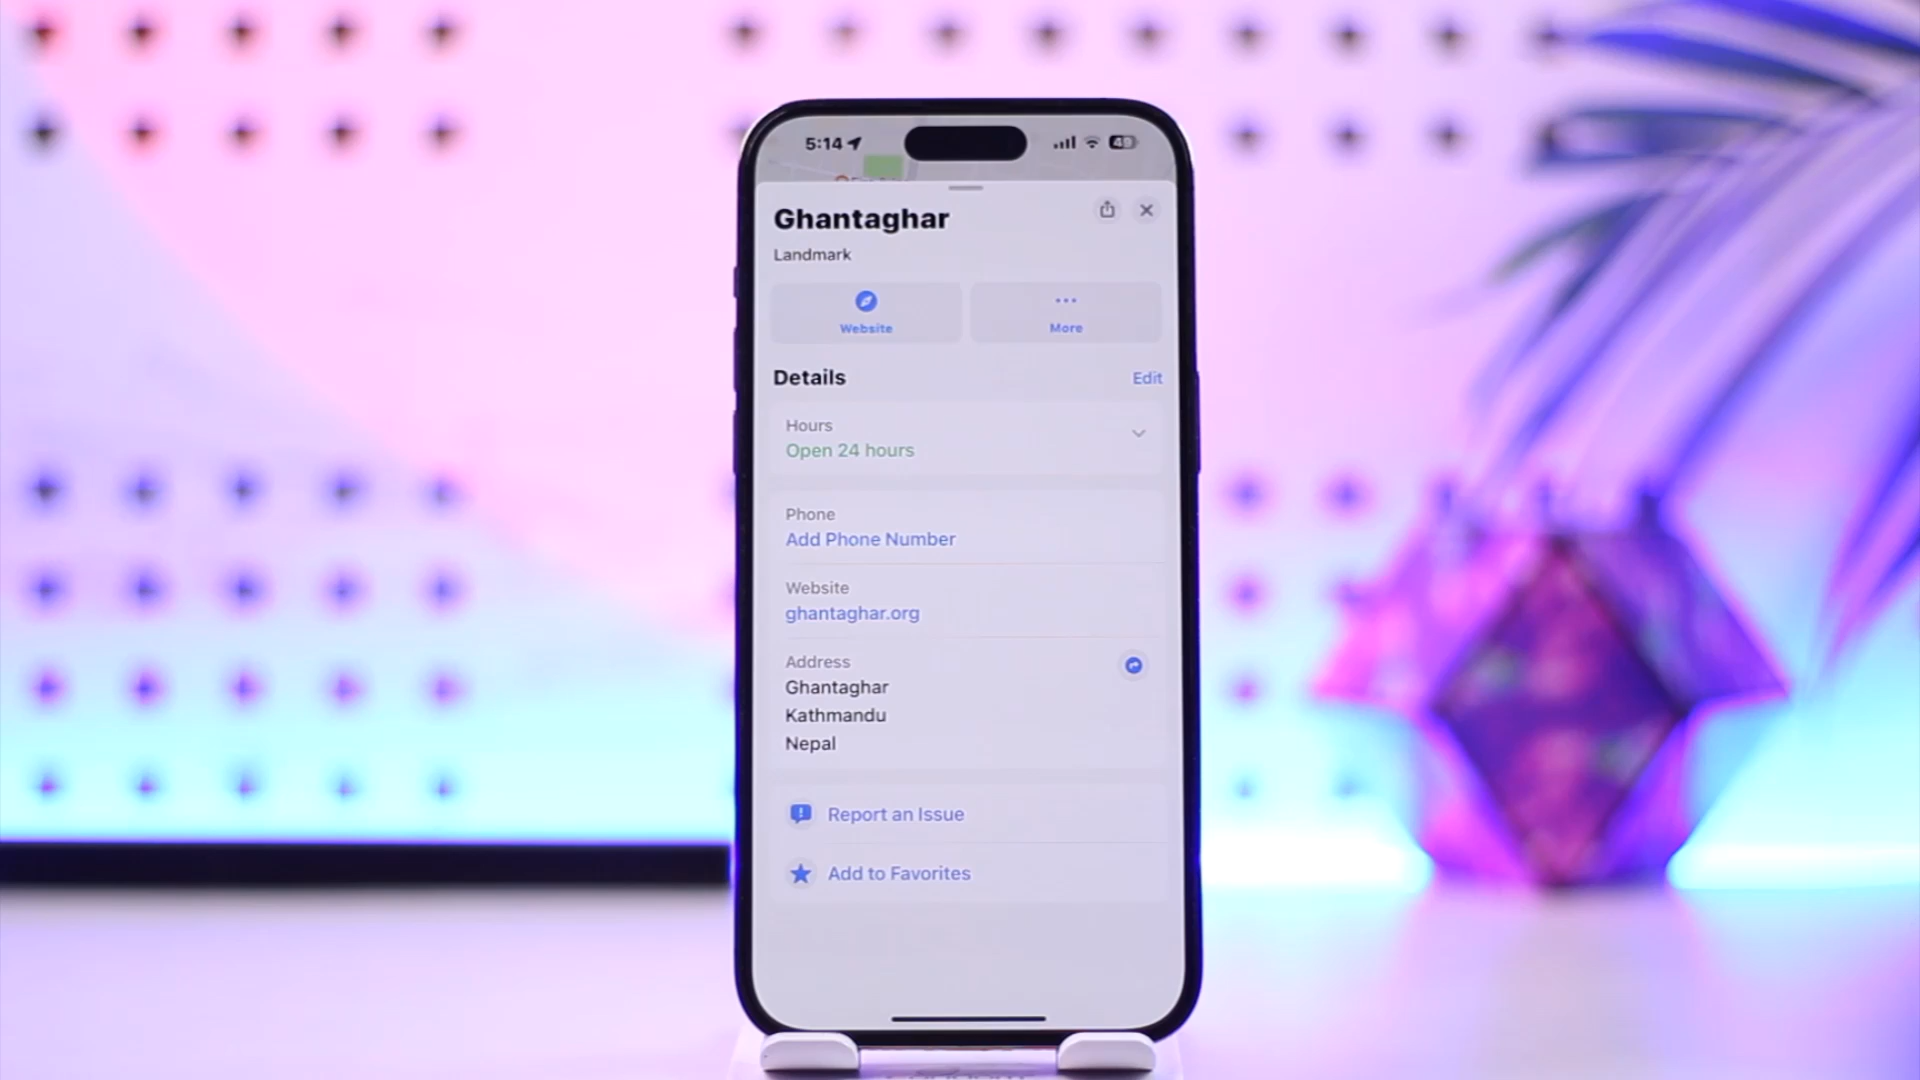 5:14
49
Ghantaghar
Landmark
Website
More
Details
Edit
Hours
Open 24 hours
Phone
Add Phone Number
Website
ghantaghar.org
Address
Ghantaghar
Kathmandu
Nepal
Report an Issue
Add to Favorites